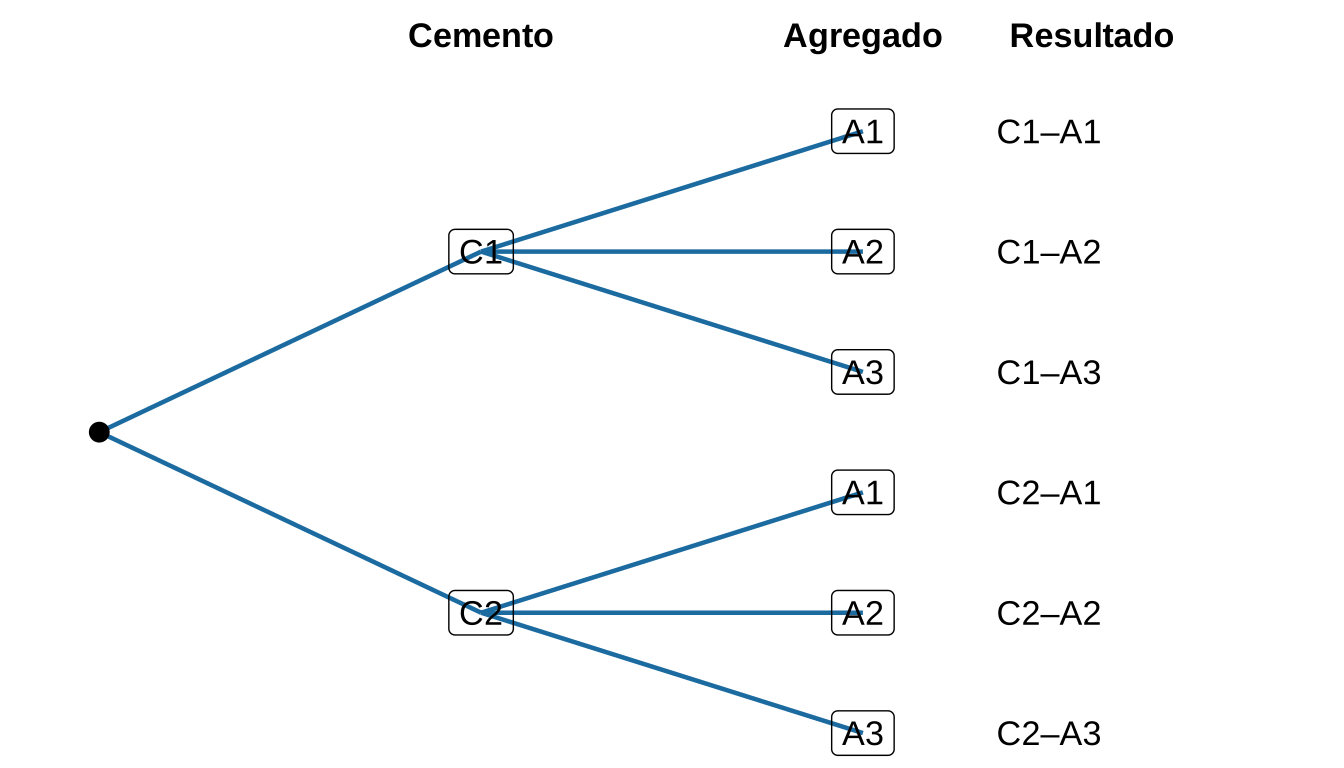 Cemento Agregado Resultado
A1 C1–A1
C1 A2 C1–A2
A3 C1–A3
A1 C2–A1
C2 A2 C2–A2
A3 C2–A3